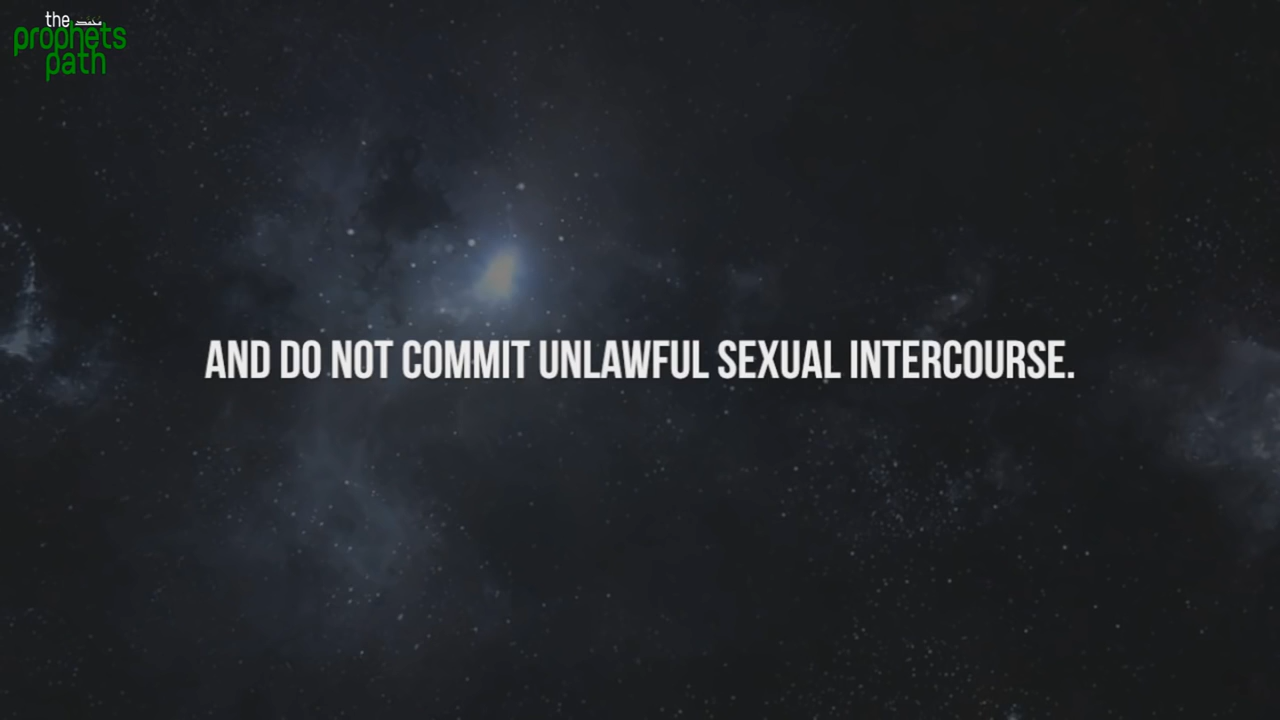 the
prophets
path
AND DO NOT COMMIT UNLAWFUL SEXUAL INTERCOURSE.